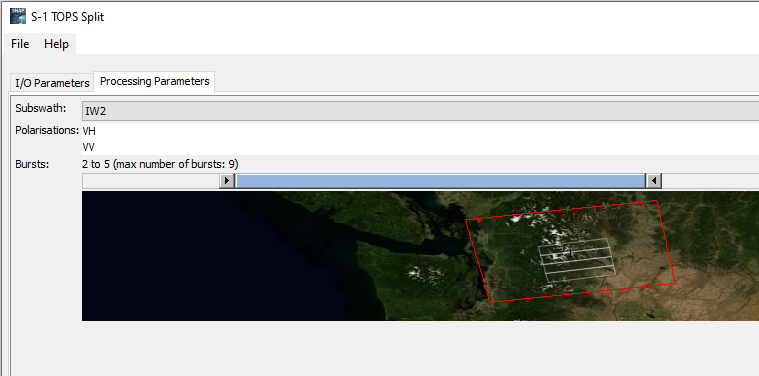 SNAP
S-1 TOPS Split
File Help
I/O Parameters Processing Parameters
Subswath: IW2
Polarisations: VH
VV
Bursts: 2 to 5 (max number of bursts: 9)